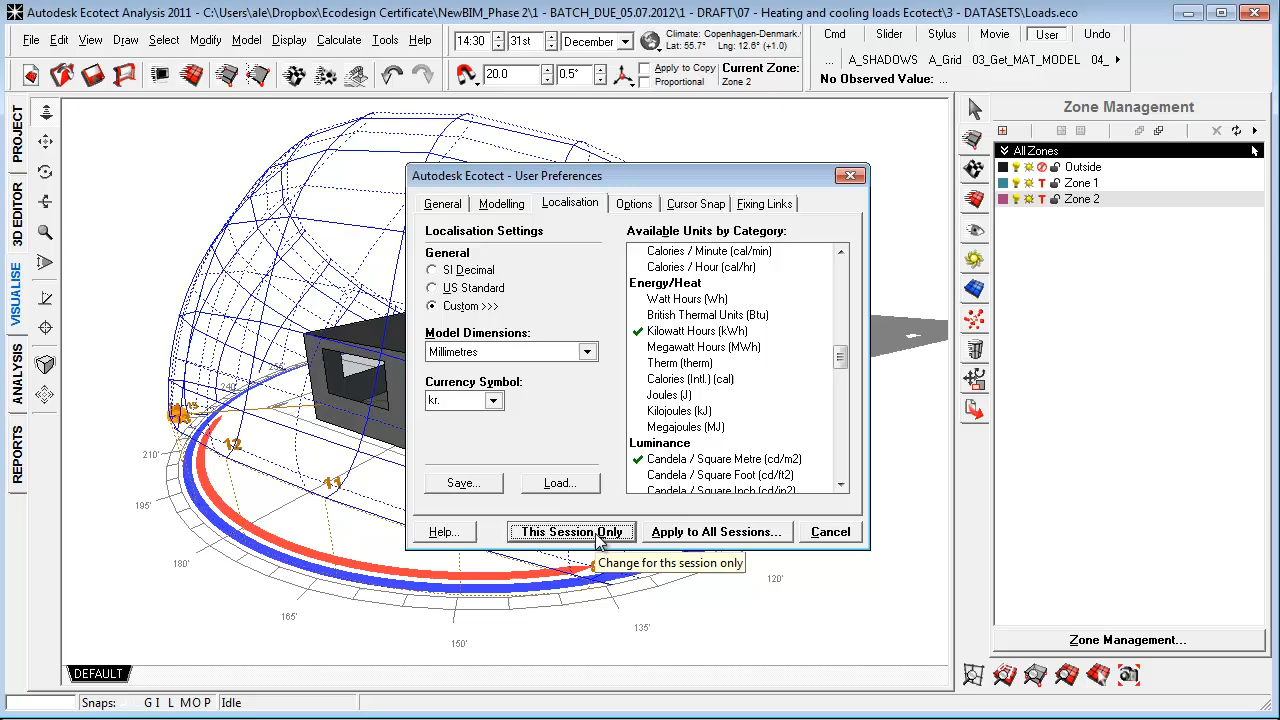 Autodesk Ecotect Analysis 2011 - C:\Users\ale\Dropbox\Ecodesign Certificate\NovBIM_Phase 2\1 - BATCH_DUE_05.07.2012\1 - DRAFT\07 - Heating and cooling loads Ecotect\3 - DATASETS\Loads.eco
File Edit View Draw Select Modify Model Display Calculate Tools Help
14:30 31st December
Climate: Copenhagen-Denmark.
Lat: 55.7° Lng: 12.6° (+1.0)
Cmd Slider Stylus Movie User Undo
... A_SHADOWS A_Grid 03_Get_MAT_MODEL 04_
No Observed Value: ...
20.0 0.5°
Apply to Copy
Proportional
Current Zone:
Zone 2
PROJECT
3D EDITOR
VISUALISE
ANALYSIS
REPORTS
Zone Management
All Zones
Outside
T Zone 1
T Zone 2
Zone Management...
Autodesk Ecotect - User Preferences
General Modelling Localisation Options Cursor Snap Fixing Links
Localisation Settings
General
SI Decimal
US Standard
Custom >>>
Model Dimensions:
Millimetres
Currency Symbol:
kr.
Save... Load...
Available Units by Category:
Calories / Minute (cal/min)
Calories / Hour (cal/hr)
Energy/Heat
Watt Hours (Wh)
British Thermal Units (Btu)
Kilowatt Hours (kWh)
Megawatt Hours (MWh)
Therm (therm)
Calories (Intl.) (cal)
Joules (J)
Kilojoules (kJ)
Megajoules (MJ)
Luminance
Candela / Square Metre (cd/m2)
Candela / Square Foot (cd/ft2)
Candela / Square Inch (cd/in2)
Help... This Session Only Apply to All Sessions... Cancel
Change for ths session only
240°
15
12
11
210°
195°
180°
165°
150°
135°
120°
DEFAULT
Snaps: G I L M O P Idle